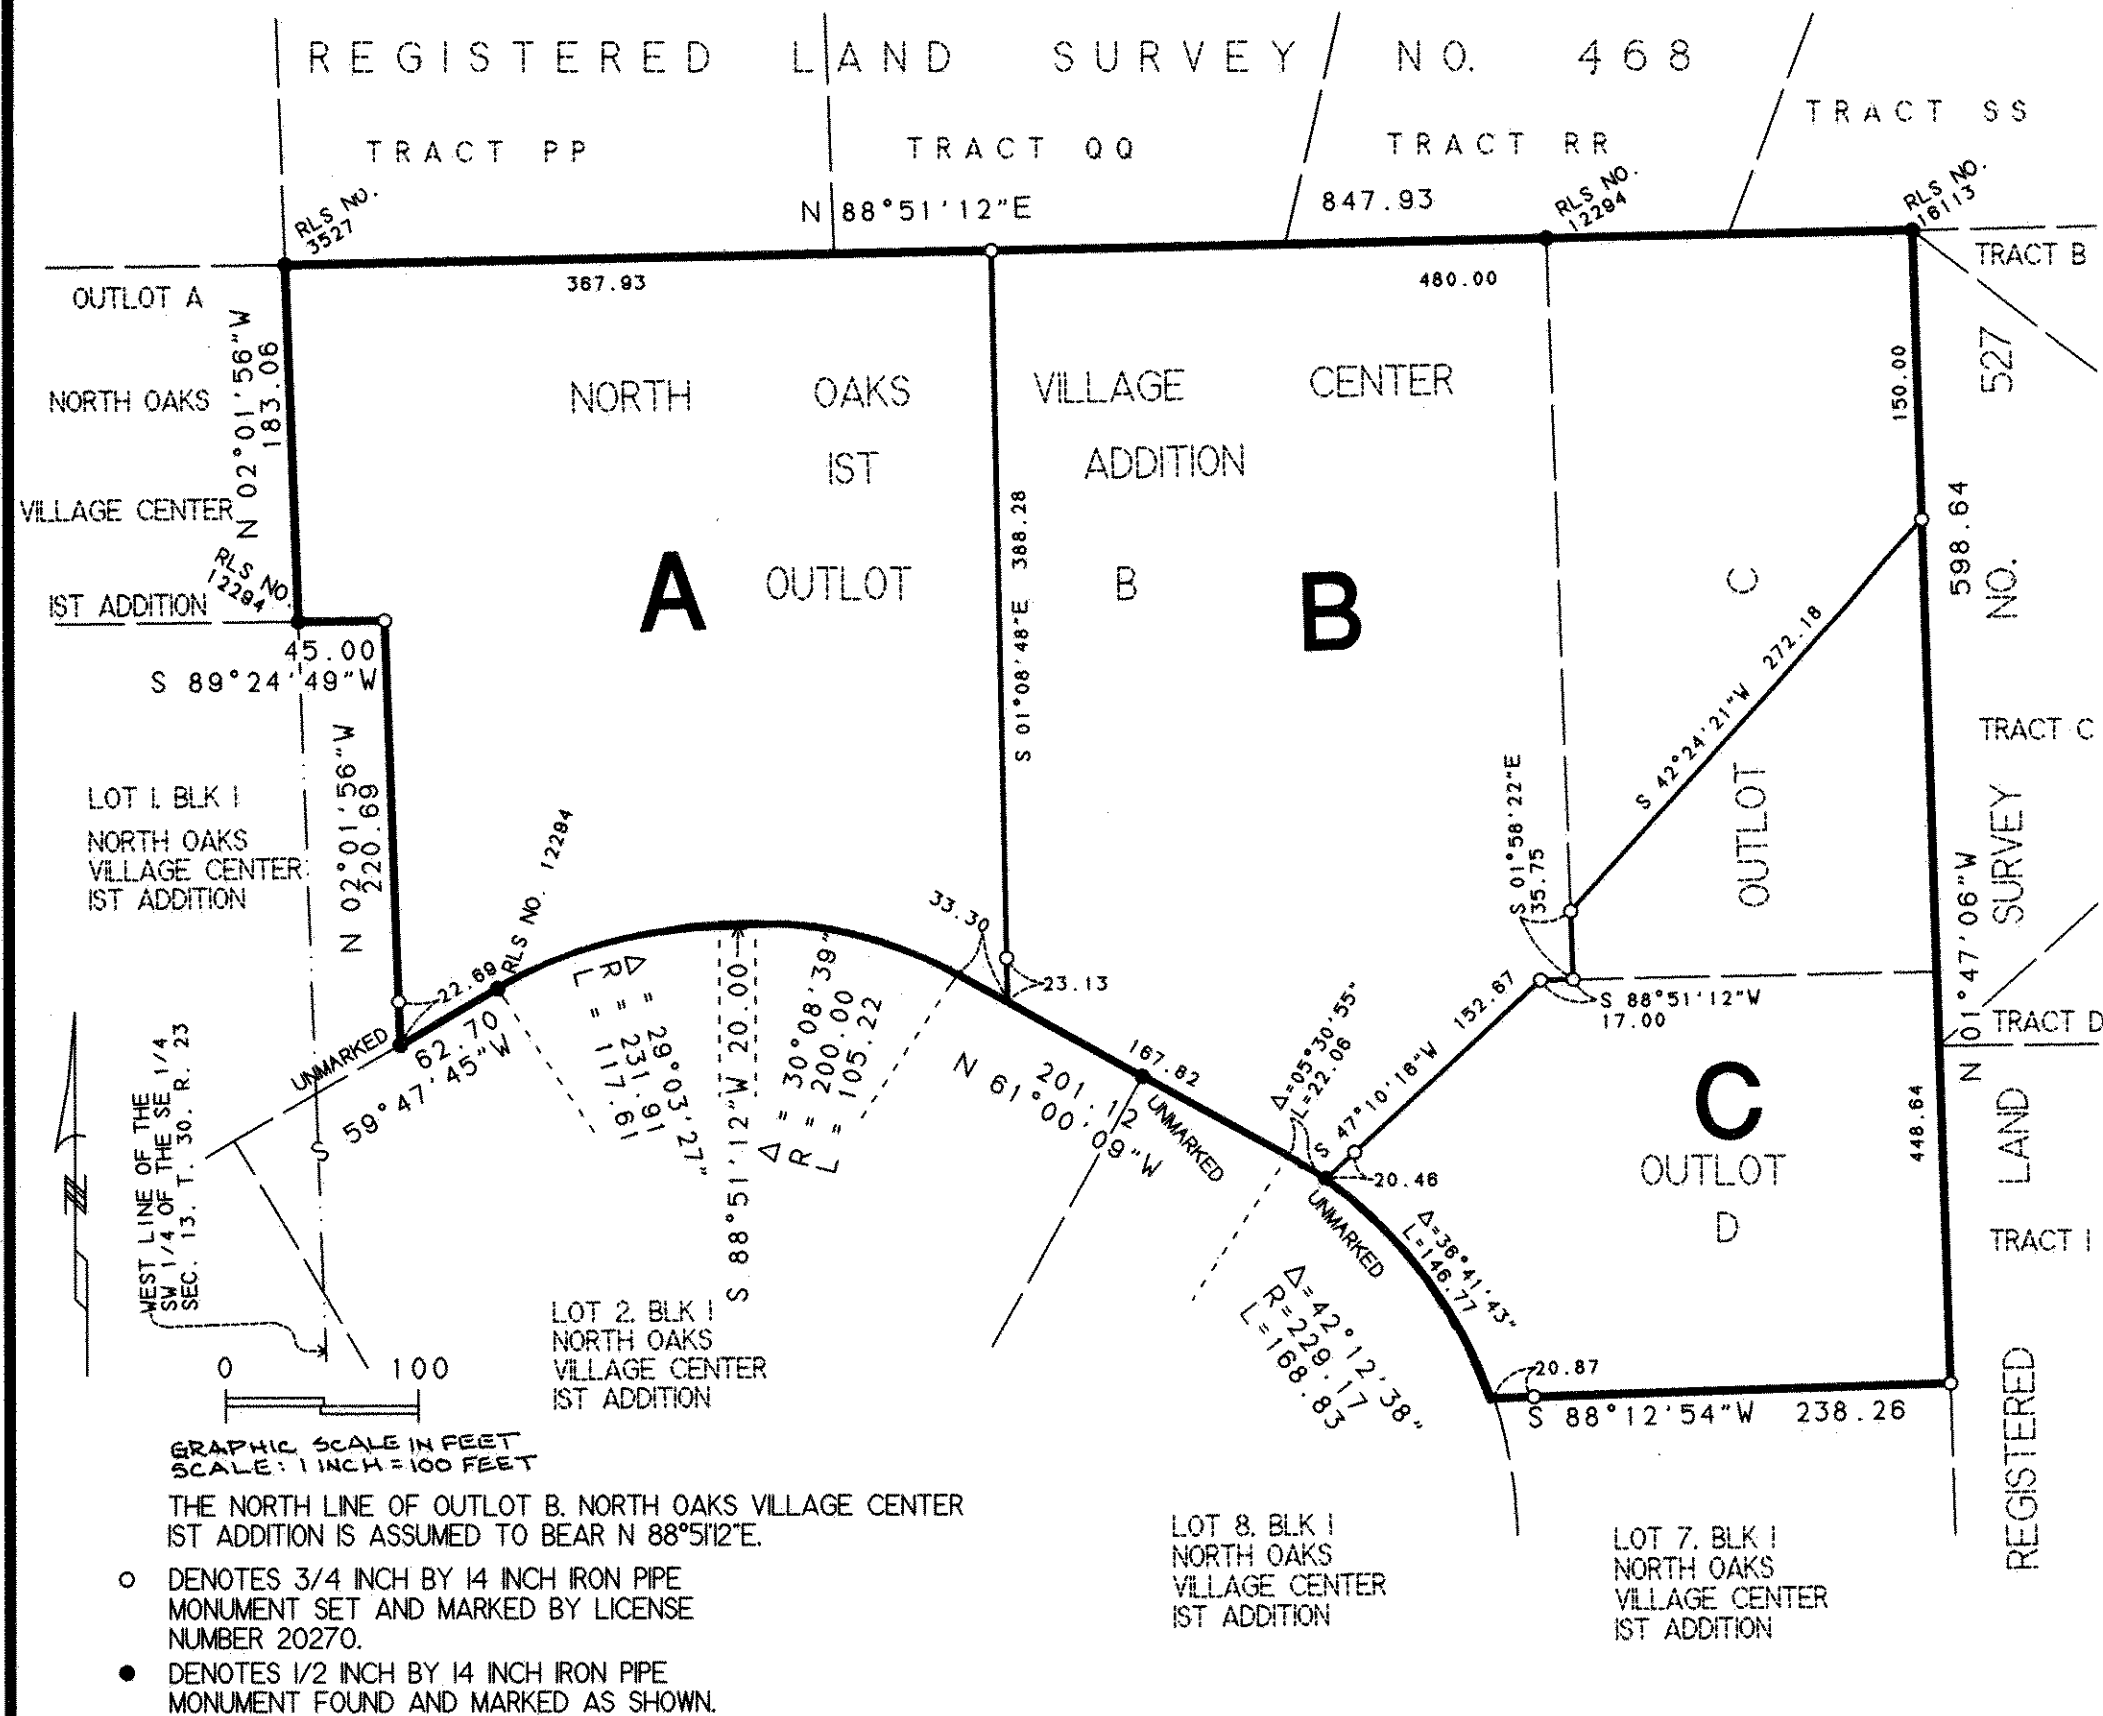 REGISTERED LAND SURVEY NO. 468
TRACT PP
TRACT QQ
TRACT RR
TRACT SS
RLS NO.
3527
N 88°51'12"E
847.93
RLS NO.
12294
RLS NO.
16113
TRACT B
OUTLOT A
367.93
480.00
N 02°01'56"W
183.06
150.00
NORTH OAKS
VILLAGE CENTER
1ST ADDITION
NORTH OAKS VILLAGE CENTER
1ST ADDITION
OUTLOT B
A
B
RLS NO.
12294
45.00
S 89°24'49"W
S 01°08'48"E 388.28
OUTLOT C
S 42°24'21"W 272.18
598.64
N 01°47'06"W
REGISTERED LAND SURVEY NO. 527
TRACT C
N 02°01'56"W
220.69
LOT 1, BLK 1
NORTH OAKS
VILLAGE CENTER
1ST ADDITION
RLS NO. 12294
S 01°58'22"E
35.75
33.30
23.13
22.69
UNMARKED
62.70
S 59°47'45"W
Δ = 29°03'27"
R = 231.91
L = 117.61
S 88°51'12"W 20.00
Δ = 30°08'39"
R = 200.00
L = 105.22
167.82
201.12
N 61°00'09"W
UNMARKED
Δ=05°30'55"
L=22.06
S 47°10'18"W 152.67
S 88°51'12"W
17.00
20.46
UNMARKED
TRACT D
C
OUTLOT
D
448.64
TRACT I
Δ=36°41'43"
L=146.77
Δ=42°12'38"
R=229.17
L=168.83
20.87
S 88°12'54"W 238.26
WEST LINE OF THE
SW 1/4 OF THE SE 1/4
SEC. 13. T. 30. R. 23
N
LOT 2, BLK 1
NORTH OAKS
VILLAGE CENTER
1ST ADDITION
0 100
GRAPHIC SCALE IN FEET
SCALE: 1 INCH = 100 FEET
THE NORTH LINE OF OUTLOT B, NORTH OAKS VILLAGE CENTER
1ST ADDITION IS ASSUMED TO BEAR N 88°51'12"E.
DENOTES 3/4 INCH BY 14 INCH IRON PIPE
MONUMENT SET AND MARKED BY LICENSE
NUMBER 20270.
DENOTES 1/2 INCH BY 14 INCH IRON PIPE
MONUMENT FOUND AND MARKED AS SHOWN.
LOT 8, BLK 1
NORTH OAKS
VILLAGE CENTER
1ST ADDITION
LOT 7, BLK 1
NORTH OAKS
VILLAGE CENTER
1ST ADDITION